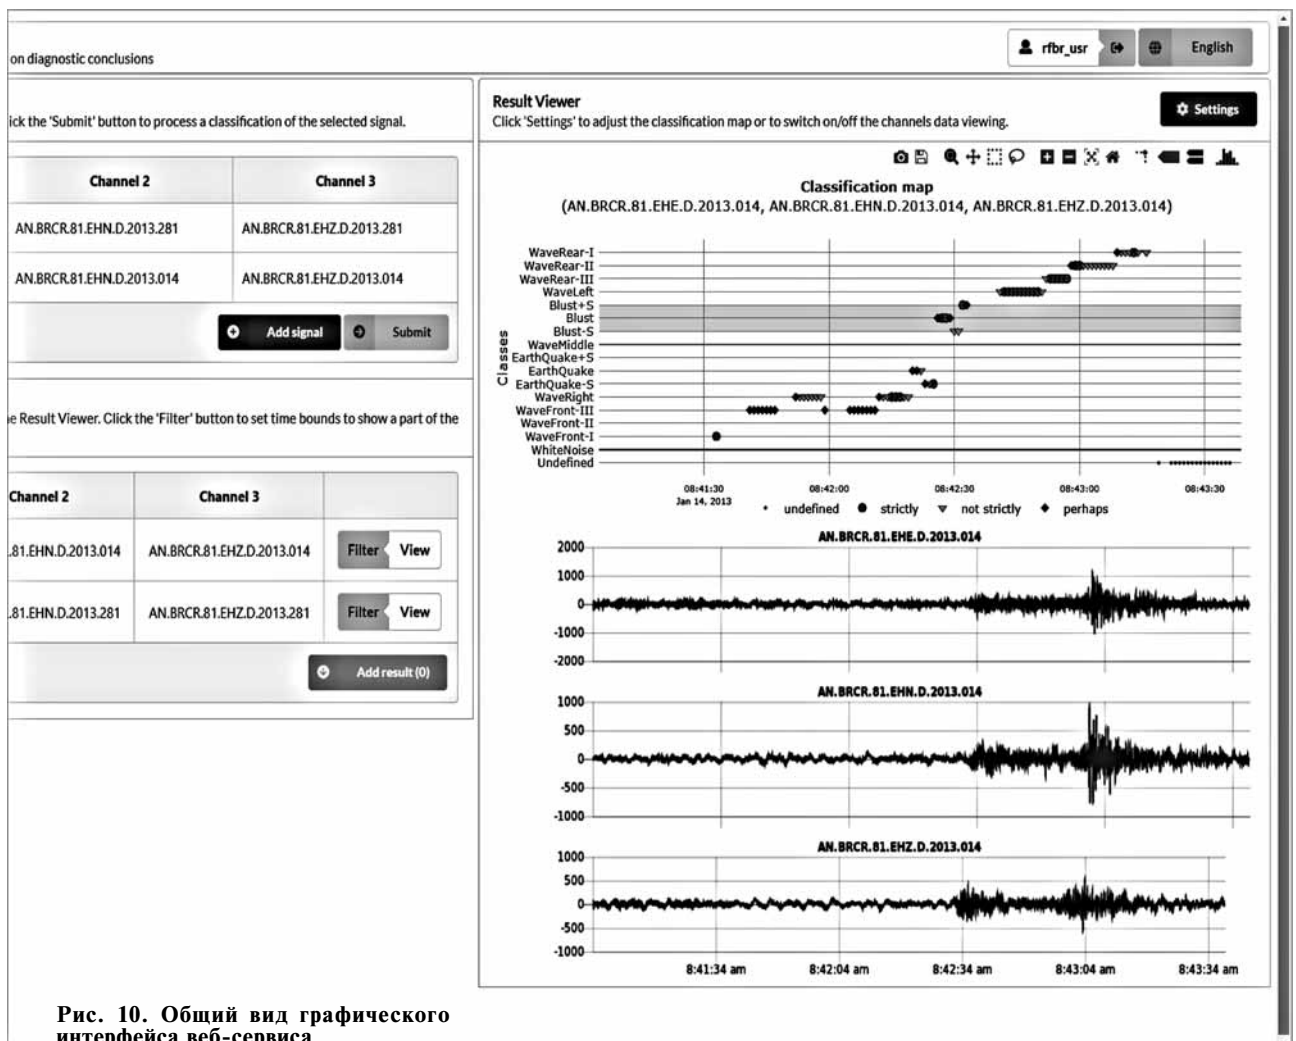 rfbr_usr
English
on diagnostic conclusions
ick the 'Submit' button to process a classification of the selected signal.
Channel 2 Channel 3
AN.BRCR.81.EHN.D.2013.281 AN.BRCR.81.EHZ.D.2013.281
AN.BRCR.81.EHN.D.2013.014 AN.BRCR.81.EHZ.D.2013.014
Add signal Submit
e Result Viewer. Click the 'Filter' button to set time bounds to show a part of the
Channel 2 Channel 3
.81.EHN.D.2013.014 AN.BRCR.81.EHZ.D.2013.014 Filter View
.81.EHN.D.2013.281 AN.BRCR.81.EHZ.D.2013.281 Filter View
Add result (0)
Result Viewer
Click 'Settings' to adjust the classification map or to switch on/off the channels data viewing.
Settings
Classification map
(AN.BRCR.81.EHE.D.2013.014, AN.BRCR.81.EHN.D.2013.014, AN.BRCR.81.EHZ.D.2013.014)
Classes
WaveRear-I
WaveRear-II
WaveRear-III
WaveLeft
Blust+S
Blust
Blust-S
WaveMiddle
EarthQuake+S
EarthQuake
EarthQuake-S
WaveRight
WaveFront-III
WaveFront-II
WaveFront-I
WhiteNoise
Undefined
08:41:30 08:42:00 08:42:30 08:43:00 08:43:30
Jan 14, 2013
undefined strictly not strictly perhaps
AN.BRCR.81.EHE.D.2013.014
2000
1000
0
-1000
-2000
AN.BRCR.81.EHN.D.2013.014
1000
500
0
-500
-1000
AN.BRCR.81.EHZ.D.2013.014
1000
500
0
-500
-1000
8:41:34 am 8:42:04 am 8:42:34 am 8:43:04 am 8:43:34 am
Рис. 10. Общий вид графического
интерфейса веб-сервиса